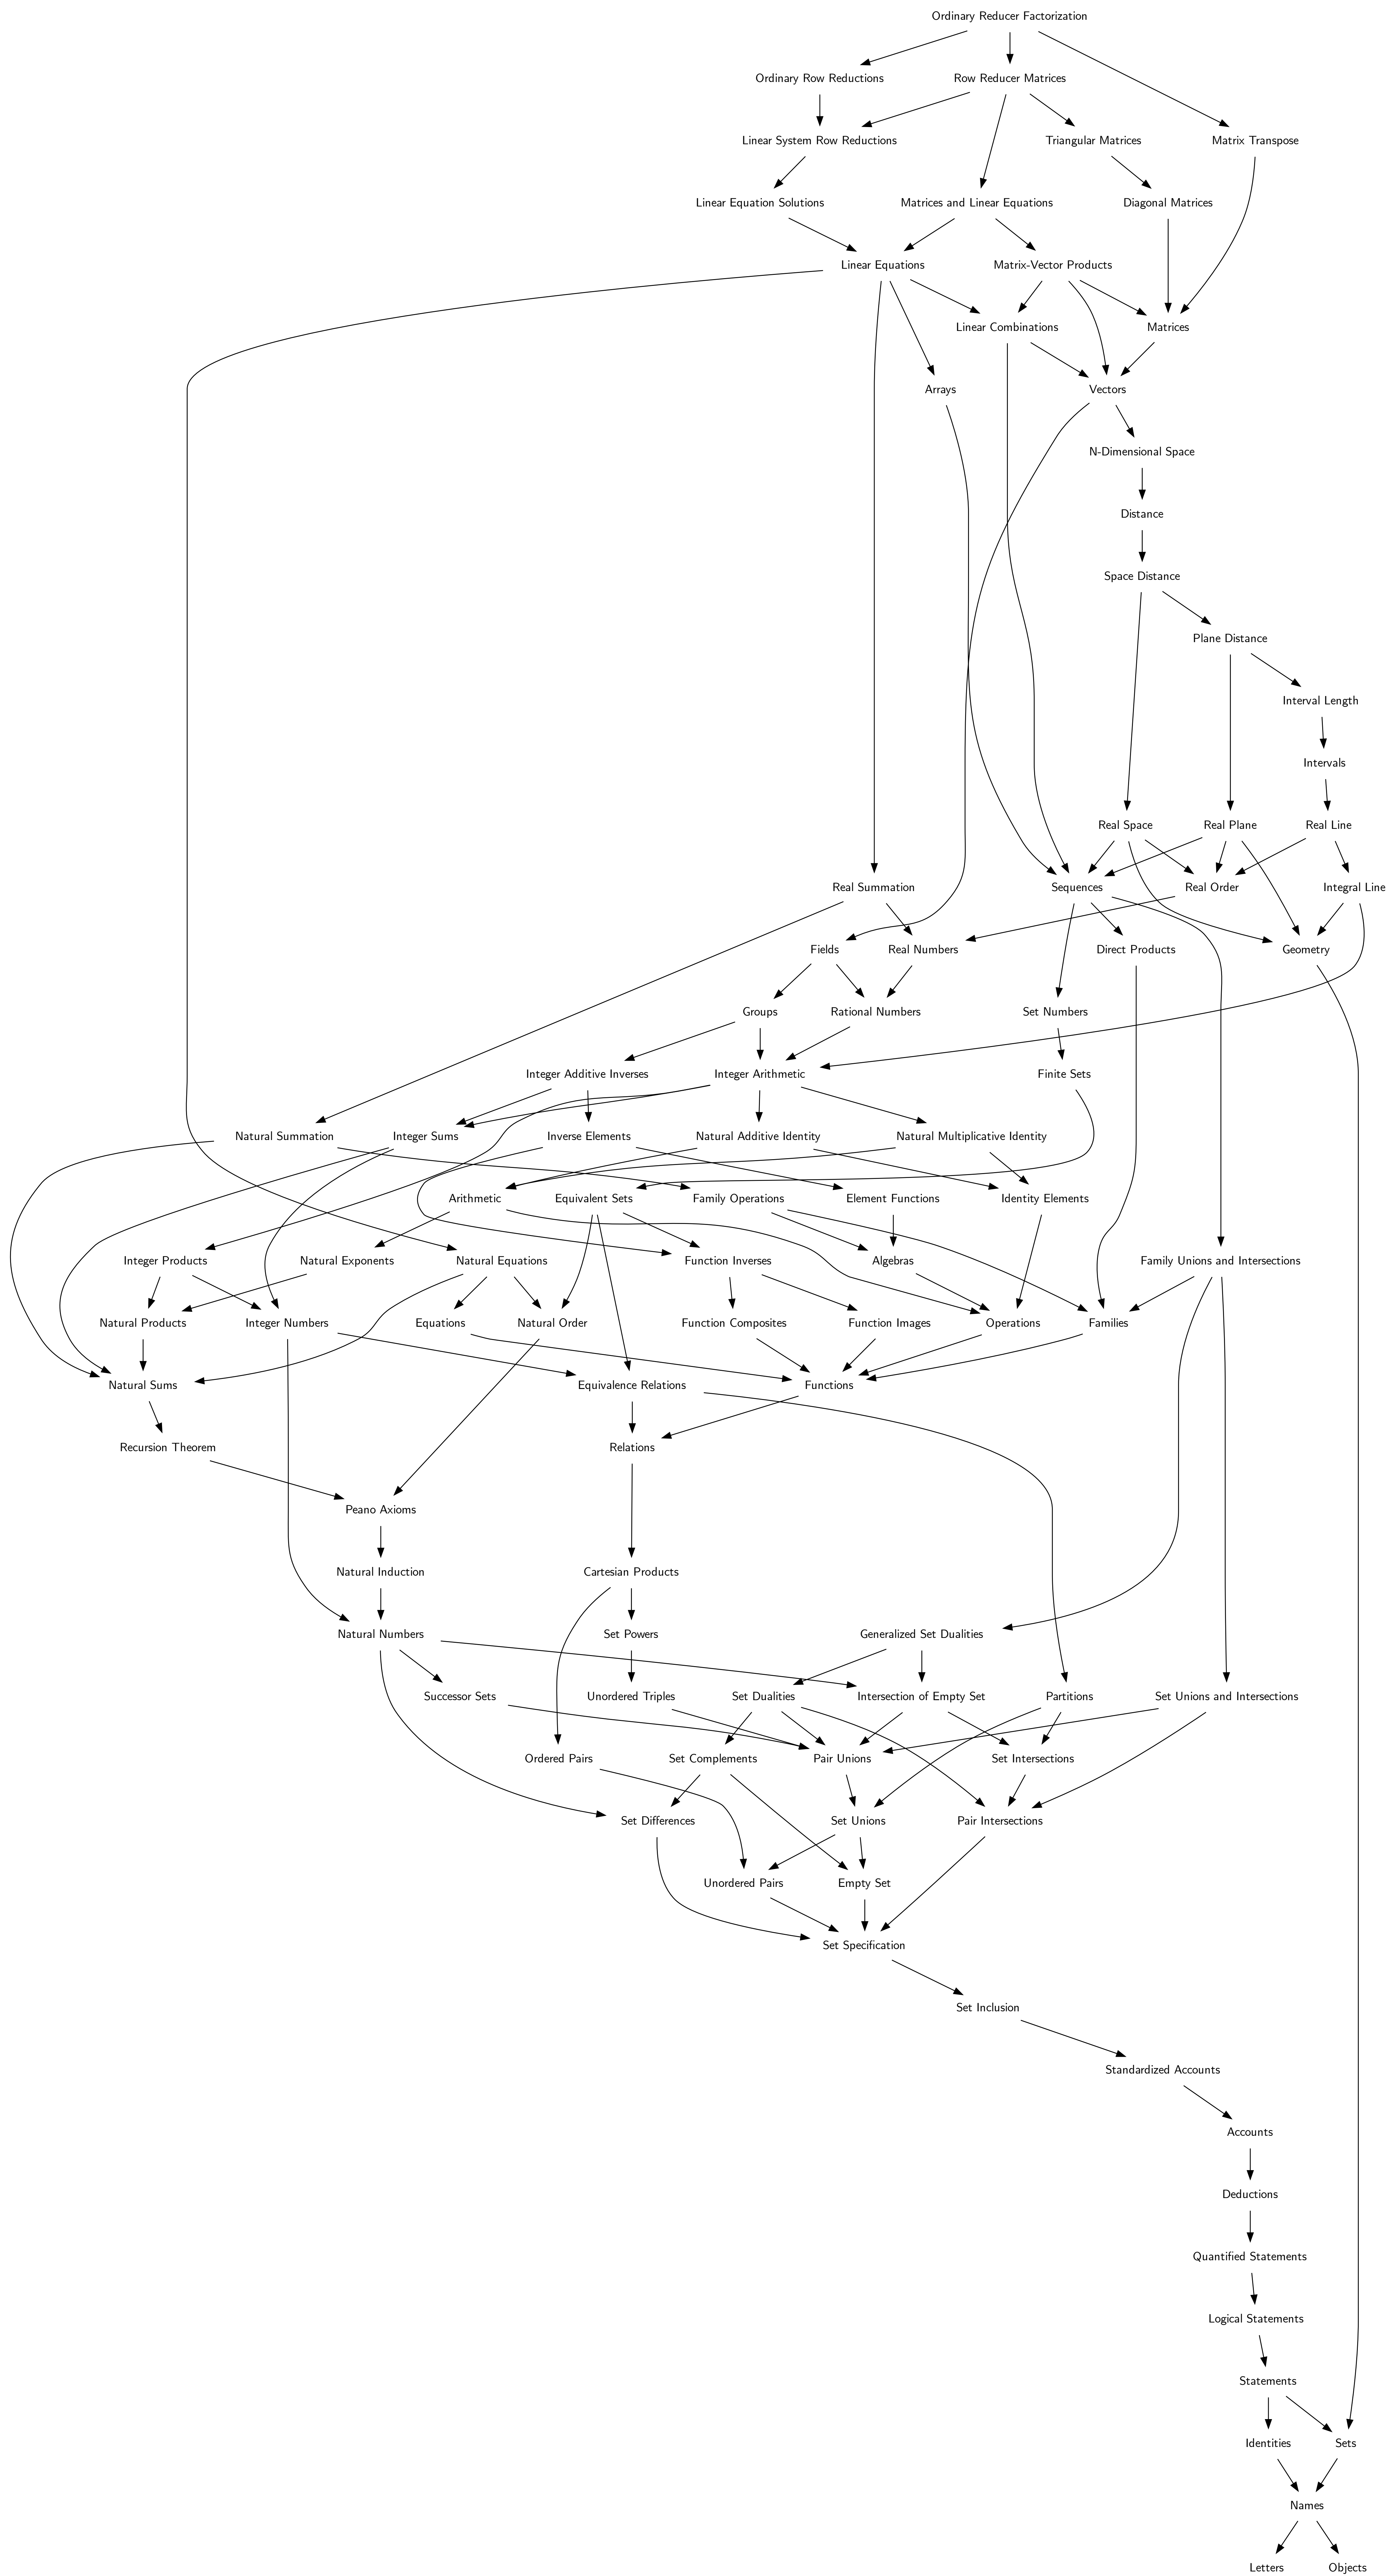 Ordinary Reducer Factorization
Ordinary Row Reductions
Row Reducer Matrices
Linear System Row Reductions
Triangular Matrices
Matrix Transpose
Linear Equation Solutions
Matrices and Linear Equations
Diagonal Matrices
Linear Equations
Matrix-Vector Products
Linear Combinations
Matrices
Arrays
Vectors
N-Dimensional Space
Distance
Space Distance
Plane Distance
Interval Length
Intervals
Real Space
Real Plane
Real Line
Real Summation
Sequences
Real Order
Integral Line
Fields
Real Numbers
Direct Products
Geometry
Groups
Rational Numbers
Set Numbers
Integer Additive Inverses
Integer Arithmetic
Finite Sets
Natural Summation
Integer Sums
Inverse Elements
Natural Additive Identity
Natural Multiplicative Identity
Arithmetic
Equivalent Sets
Family Operations
Element Functions
Identity Elements
Integer Products
Natural Exponents
Natural Equations
Function Inverses
Algebras
Family Unions and Intersections
Natural Products
Integer Numbers
Equations
Natural Order
Function Composites
Function Images
Operations
Families
Natural Sums
Equivalence Relations
Functions
Recursion Theorem
Relations
Peano Axioms
Natural Induction
Cartesian Products
Natural Numbers
Set Powers
Generalized Set Dualities
Successor Sets
Unordered Triples
Set Dualities
Intersection of Empty Set
Partitions
Set Unions and Intersections
Ordered Pairs
Set Complements
Pair Unions
Set Intersections
Set Differences
Set Unions
Pair Intersections
Unordered Pairs
Empty Set
Set Specification
Set Inclusion
Standardized Accounts
Accounts
Deductions
Quantified Statements
Logical Statements
Statements
Identities
Sets
Names
Letters
Objects